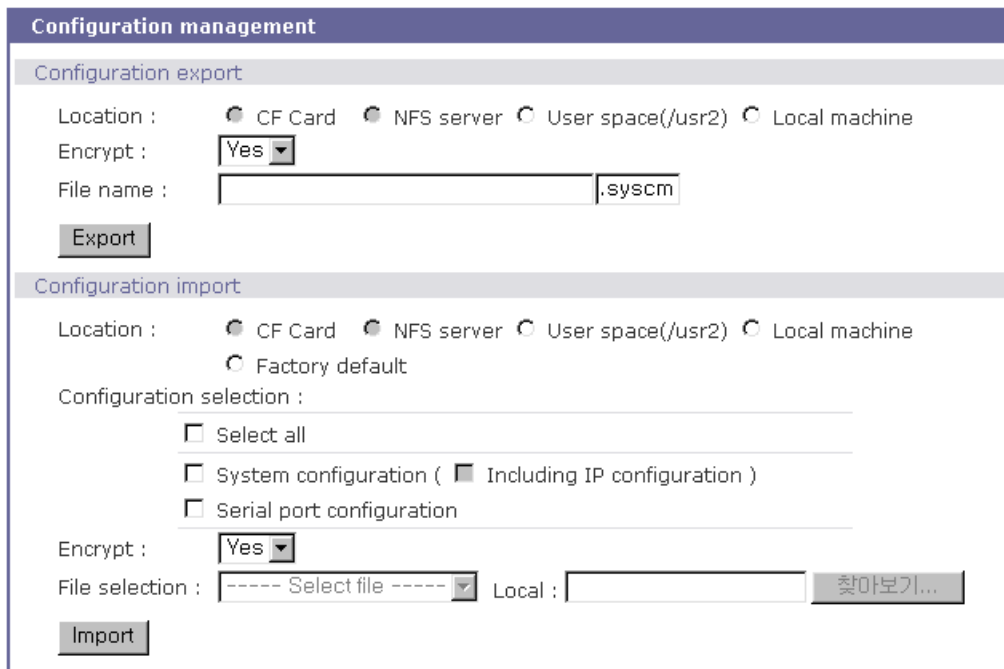 Configuration management
Configuration export
Location : CF Card NFS server User space(/usr2) Local machine
Encrypt : Yes
File name : .syscm
Export
Configuration import
Location : CF Card NFS server User space(/usr2) Local machine
Factory default
Configuration selection :
Select all
System configuration ( Including IP configuration )
Serial port configuration
Encrypt : Yes
File selection : ----- Select file ----- Local : 찾아보기...
Import